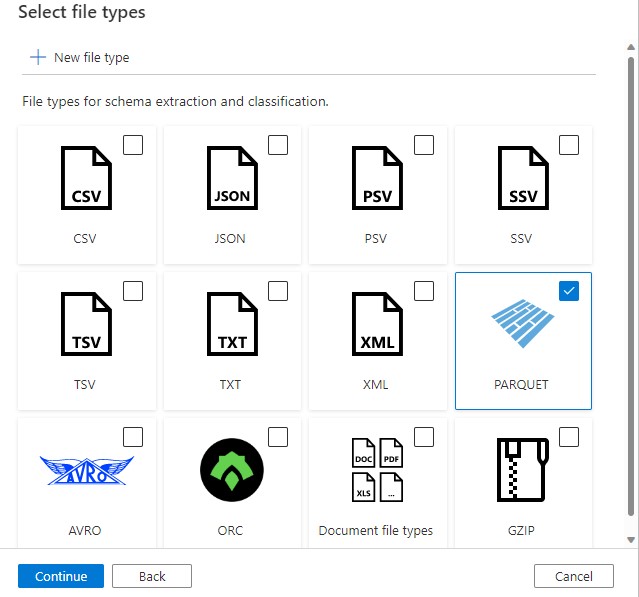 Select file types
New file type
File types for schema extraction and classification.
CSV JSON PSV SSV
CSV JSON PSV SSV
TSV TXT XML
TSV TXT XML PARQUET
AVRO DOC PDF
XLS ...
AVRO ORC Document file types GZIP
Continue Back Cancel